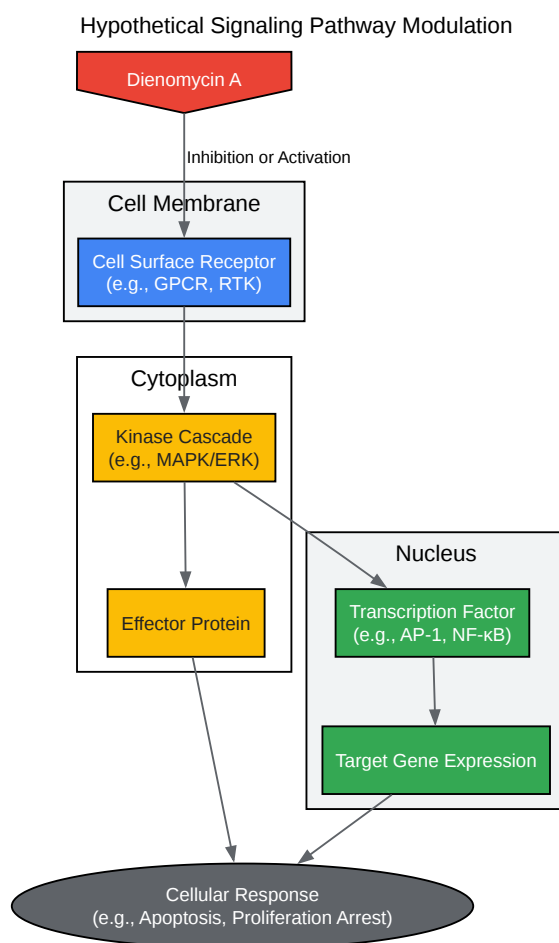 Hypothetical Signaling Pathway Modulation
Dienomycin A
Inhibition or Activation
Cell Membrane
Cell Surface Receptor
(e.g., GPCR, RTK)
Cytoplasm
Kinase Cascade
(e.g., MAPK/ERK)
Nucleus
Effector Protein
Transcription Factor
(e.g., AP-1, NF-κB)
Target Gene Expression
Cellular Response
(e.g., Apoptosis, Proliferation Arrest)